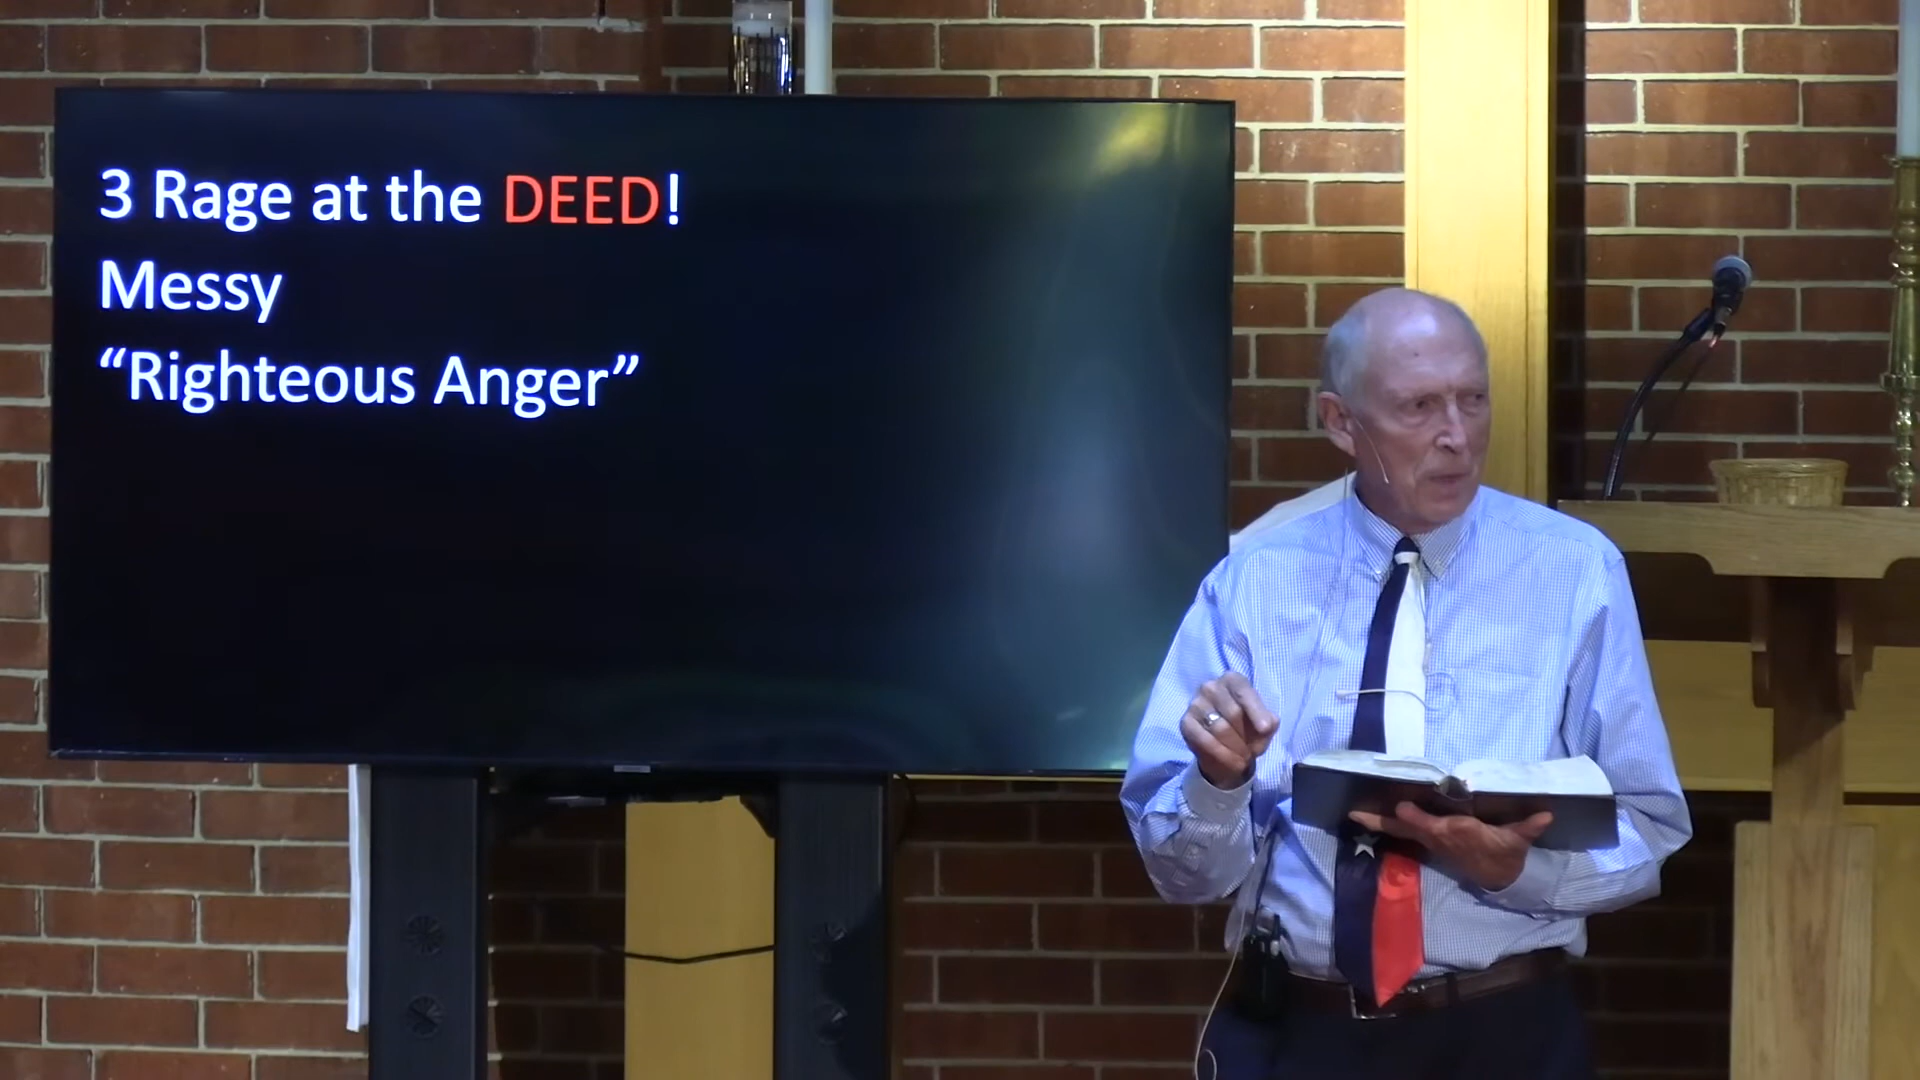 3 Rage at the DEED!
Messy
“Righteous Anger”